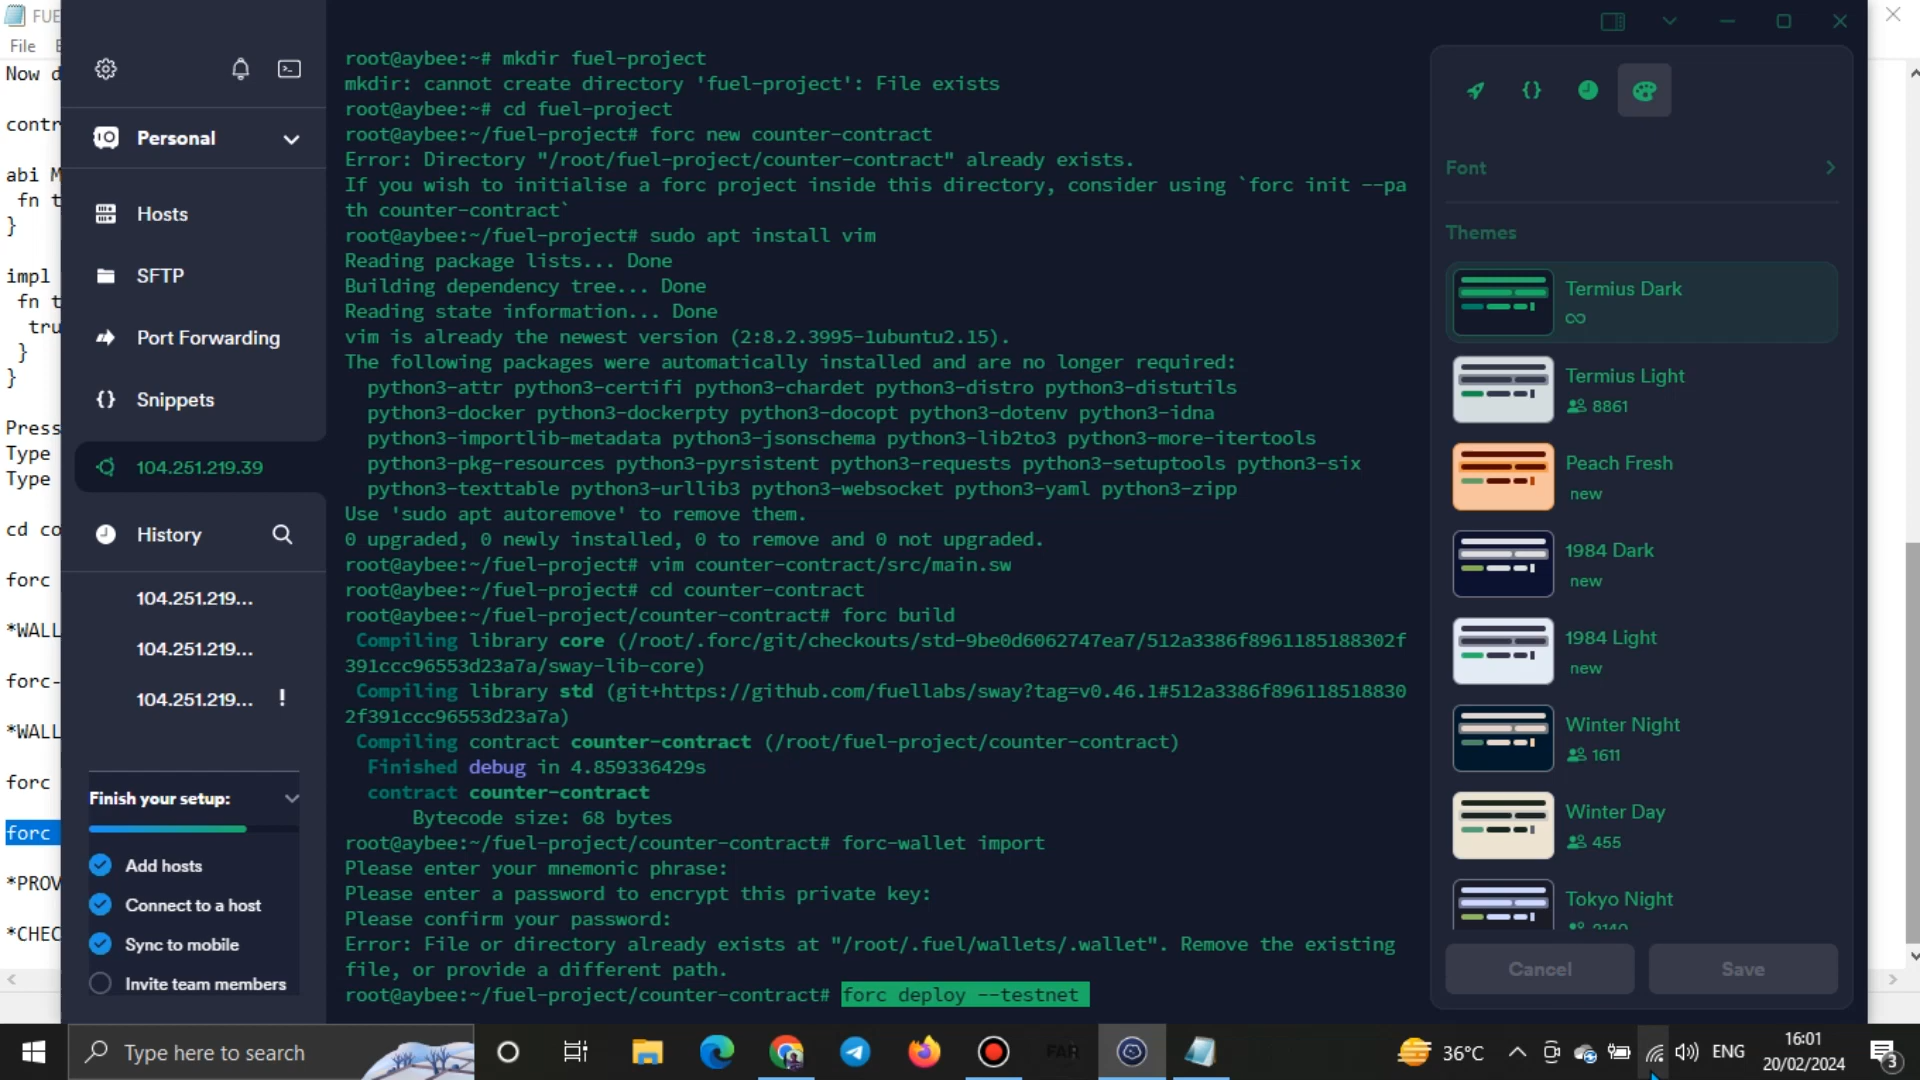 FUE
File
Now d
contr
abi M
fn t
}
impl
fn t
tru
}
}
Press
Type
Type
cd co
forc
*WALL
forc-
*WALL
forc
forc
*PROV
*CHEC
Personal
Hosts
SFTP
Port Forwarding
Snippets
104.251.219.39
History
104.251.219...
104.251.219...
104.251.219... !
Finish your setup:
Add hosts
Connect to a host
Sync to mobile
Invite team members
root@aybee:~# mkdir fuel-project
mkdir: cannot create directory 'fuel-project': File exists
root@aybee:~# cd fuel-project
root@aybee:~/fuel-project# forc new counter-contract
Error: Directory "/root/fuel-project/counter-contract" already exists.
If you wish to initialise a forc project inside this directory, consider using `forc init --pa
th counter-contract`
root@aybee:~/fuel-project# sudo apt install vim
Reading package lists... Done
Building dependency tree... Done
Reading state information... Done
vim is already the newest version (2:8.2.3995-1ubuntu2.15).
The following packages were automatically installed and are no longer required:
python3-attr python3-certifi python3-chardet python3-distro python3-distutils
python3-docker python3-dockerpty python3-docopt python3-dotenv python3-idna
python3-importlib-metadata python3-jsonschema python3-lib2to3 python3-more-itertools
python3-pkg-resources python3-pyrsistent python3-requests python3-setuptools python3-six
python3-texttable python3-urllib3 python3-websocket python3-yaml python3-zipp
Use 'sudo apt autoremove' to remove them.
0 upgraded, 0 newly installed, 0 to remove and 0 not upgraded.
root@aybee:~/fuel-project# vim counter-contract/src/main.sw
root@aybee:~/fuel-project# cd counter-contract
root@aybee:~/fuel-project/counter-contract# forc build
Compiling library core (/root/.forc/git/checkouts/std-9be0d6062747ea7/512a3386f8961185188302f
391ccc96553d23a7a/sway-lib-core)
Compiling library std (git+https://github.com/fuellabs/sway?tag=v0.46.1#512a3386f896118518830
2f391ccc96553d23a7a)
Compiling contract counter-contract (/root/fuel-project/counter-contract)
Finished debug in 4.859336429s
contract counter-contract
Bytecode size: 68 bytes
root@aybee:~/fuel-project/counter-contract# forc-wallet import
Please enter your mnemonic phrase:
Please enter a password to encrypt this private key:
Please confirm your password:
Error: File or directory already exists at "/root/.fuel/wallets/.wallet". Remove the existing
file, or provide a different path.
root@aybee:~/fuel-project/counter-contract# forc deploy --testnet
Font
Themes
Termius Dark
Termius Light
8861
Peach Fresh
new
1984 Dark
new
1984 Light
new
Winter Night
1611
Winter Day
455
Tokyo Night
Cancel
Save
Type here to search
FAR
36°C
ENG
16:01
20/02/2024
3